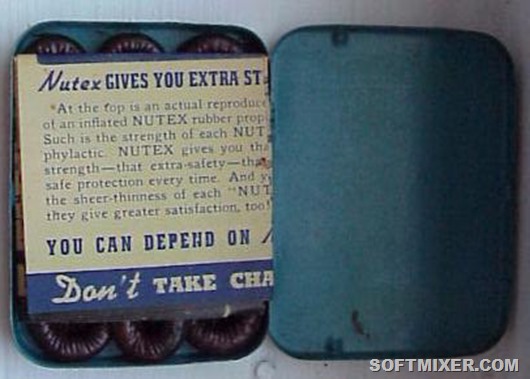 Nutex GIVES YOU EXTRA ST
"At the top is an actual reproduc
of an inflated NUTEX rubber prop
Such is the strength of each NUT
phylactic. NUTEX gives you tha
strength—that extra-safety—tha
safe protection every time. And y
the sheer-thinness of each "NUT
they give greater satisfaction, too!
YOU CAN DEPEND ON
Don't TAKE CHA
SOFTMIXER.COM